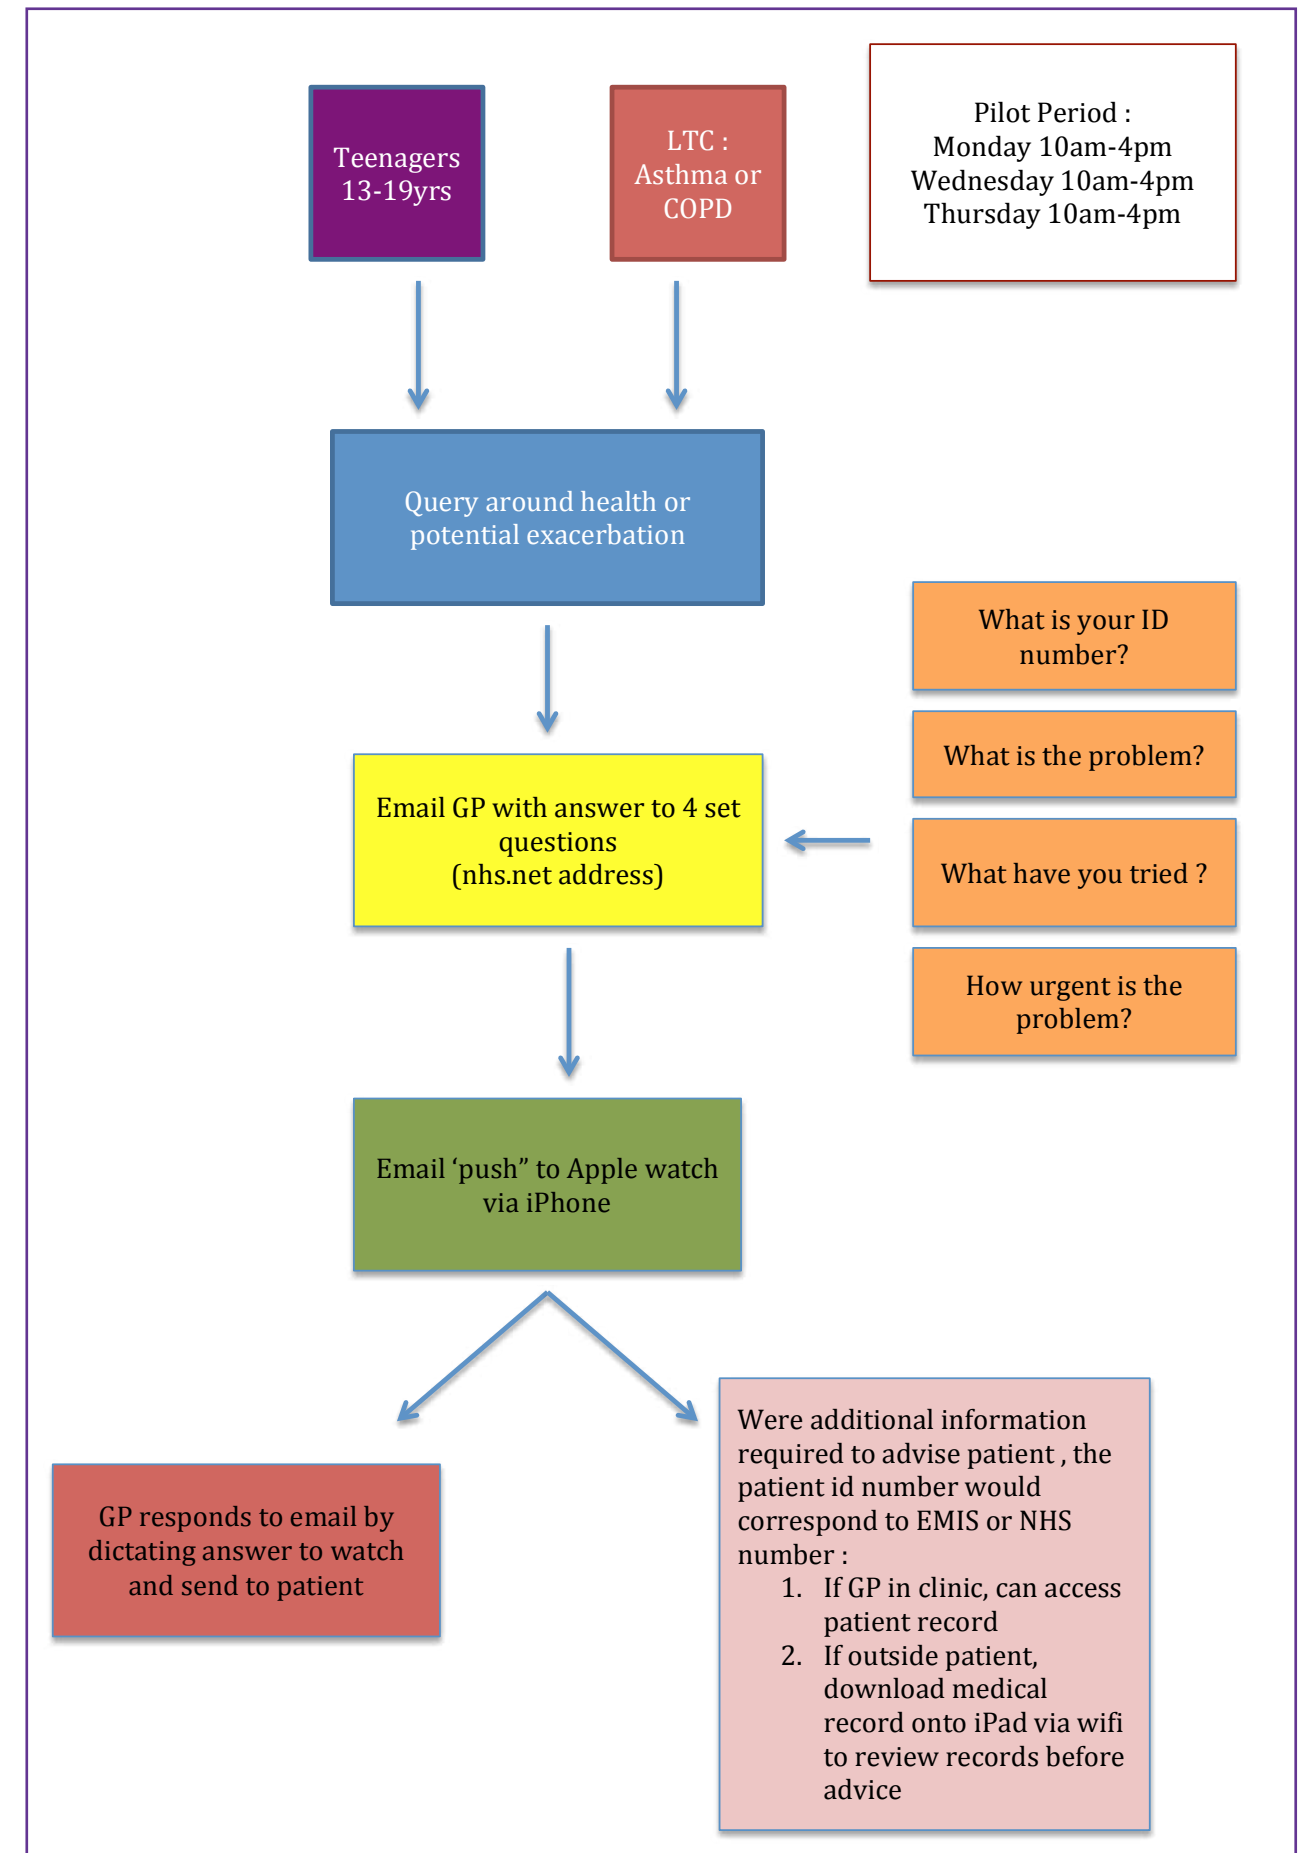 Teenagers
13-19yrs
LTC :
Asthma or
COPD
Pilot Period :
Monday 10am-4pm
Wednesday 10am-4pm
Thursday 10am-4pm
Query around health or
potential exacerbation
What is your ID
number?
What is the problem?
What have you tried ?
How urgent is the
problem?
Email GP with answer to 4 set
questions
(nhs.net address)
Email ‘push” to Apple watch
via iPhone
GP responds to email by
dictating answer to watch
and send to patient
Were additional information
required to advise patient , the
patient id number would
correspond to EMIS or NHS
number :
1. If GP in clinic, can access
patient record
2. If outside patient,
download medical
record onto iPad via wifi
to review records before
advice